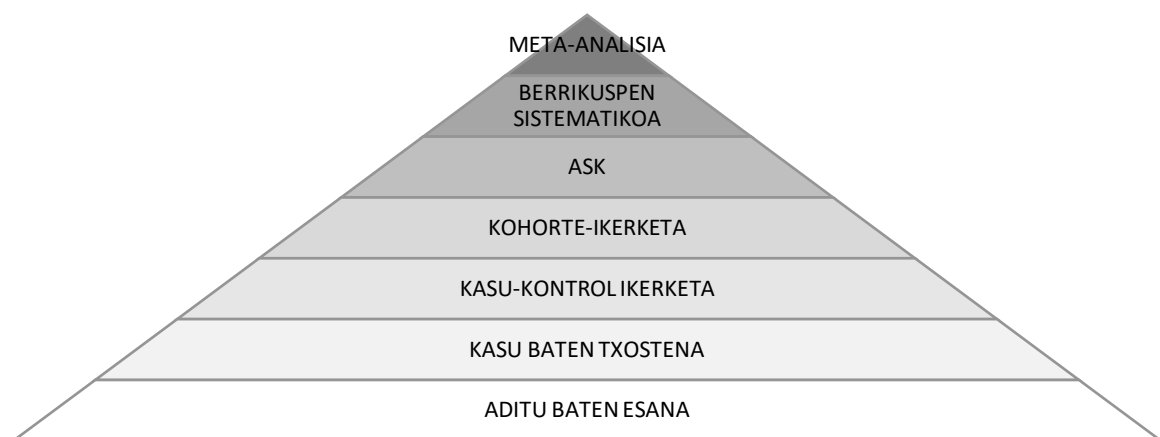 META-ANALISIA
BERRIKUSPEN
SISTEMATIKOA
ASK
KOHORTE-IKERKETA
KASU-KONTROL IKERKETA
KASU BATEN TXOSTENA
ADITU BATEN ESANA